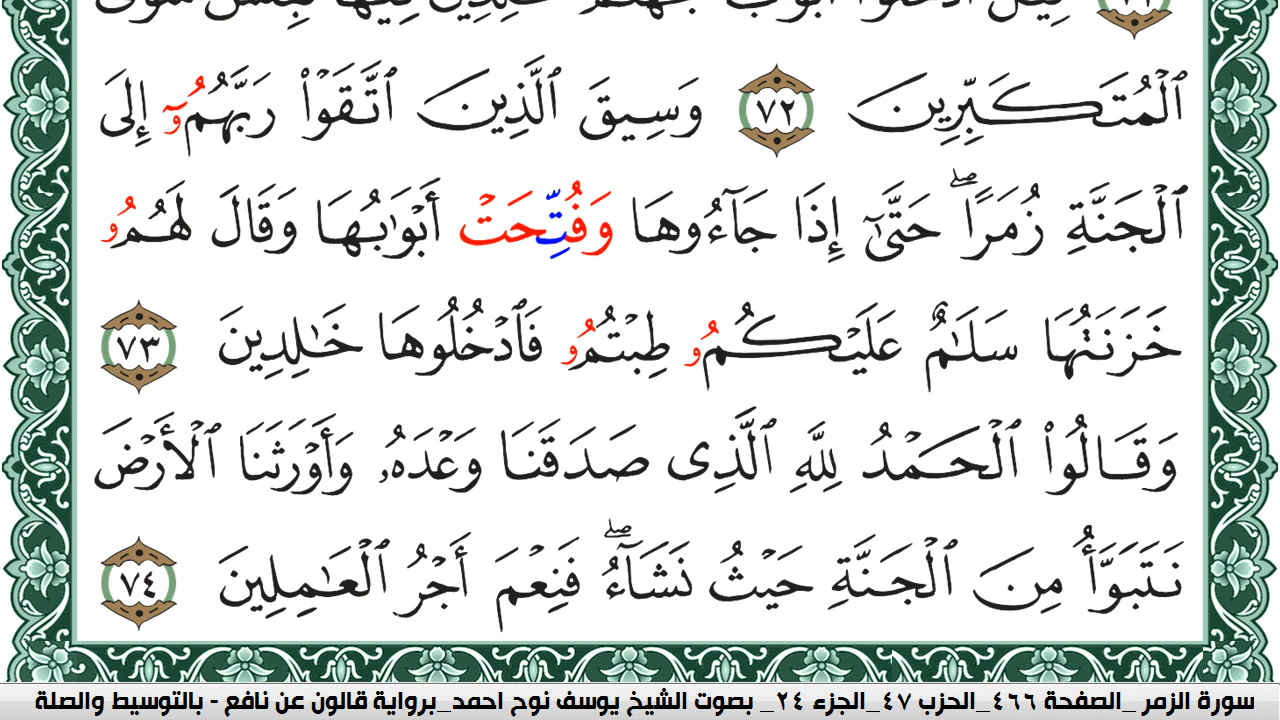 ٱلْمُتَكَبِّرِينَ ٧٢ وَسِيقَ ٱلَّذِينَ ٱتَّقَوْا۟ رَبَّهُمُۥٓ إِلَى
ٱلْجَنَّةِ زُمَرًا ۖ حَتَّىٰٓ إِذَا جَآءُوهَا وَفُتِّحَتْ أَبْوَٰبُهَا وَقَالَ لَهُمُۥ
خَزَنَتُهَا سَلَٰمٌ عَلَيْكُمُۥ طِبْتُمُۥ فَٱدْخُلُوهَا خَٰلِدِينَ ٧٣
وَقَالُوا۟ ٱلْحَمْدُ لِلَّهِ ٱلَّذِى صَدَقَنَا وَعْدَهُۥ وَأَوْرَثَنَا ٱلْأَرْضَ
نَتَبَوَّأُ مِنَ ٱلْجَنَّةِ حَيْثُ نَشَآءُ ۖ فَنِعْمَ أَجْرُ ٱلْعَٰمِلِينَ ٧٤
سورة الزمر _الصفحة ٤٦٦_الحزب ٤٧_الجزء ٢٤_ بصوت الشيخ يوسف نوح احمد_برواية قالون عن نافع - بالتوسيط والصلة